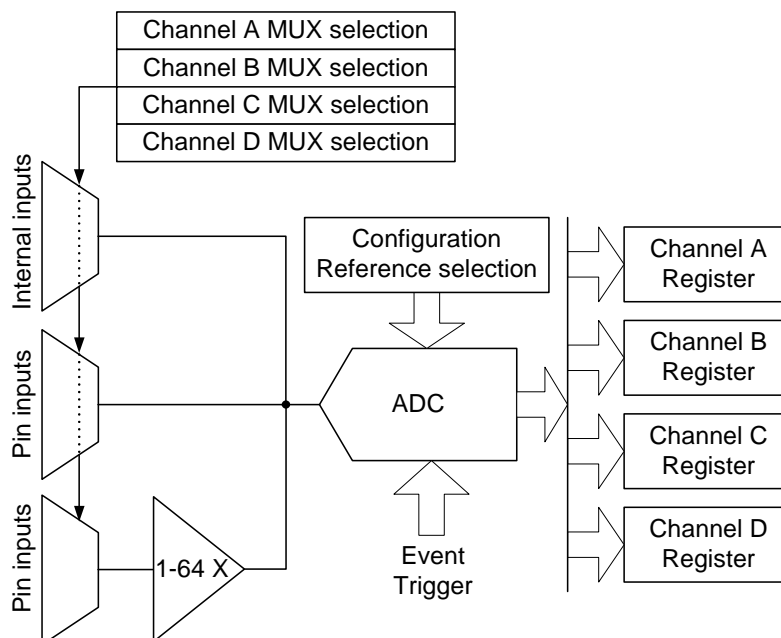 Channel A MUX selection
Channel B MUX selection
Channel C MUX selection
Channel D MUX selection
Internal inputs
Pin inputs
Pin inputs
1-64 X
Configuration
Reference selection
ADC
Event
Trigger
Channel A
Register
Channel B
Register
Channel C
Register
Channel D
Register